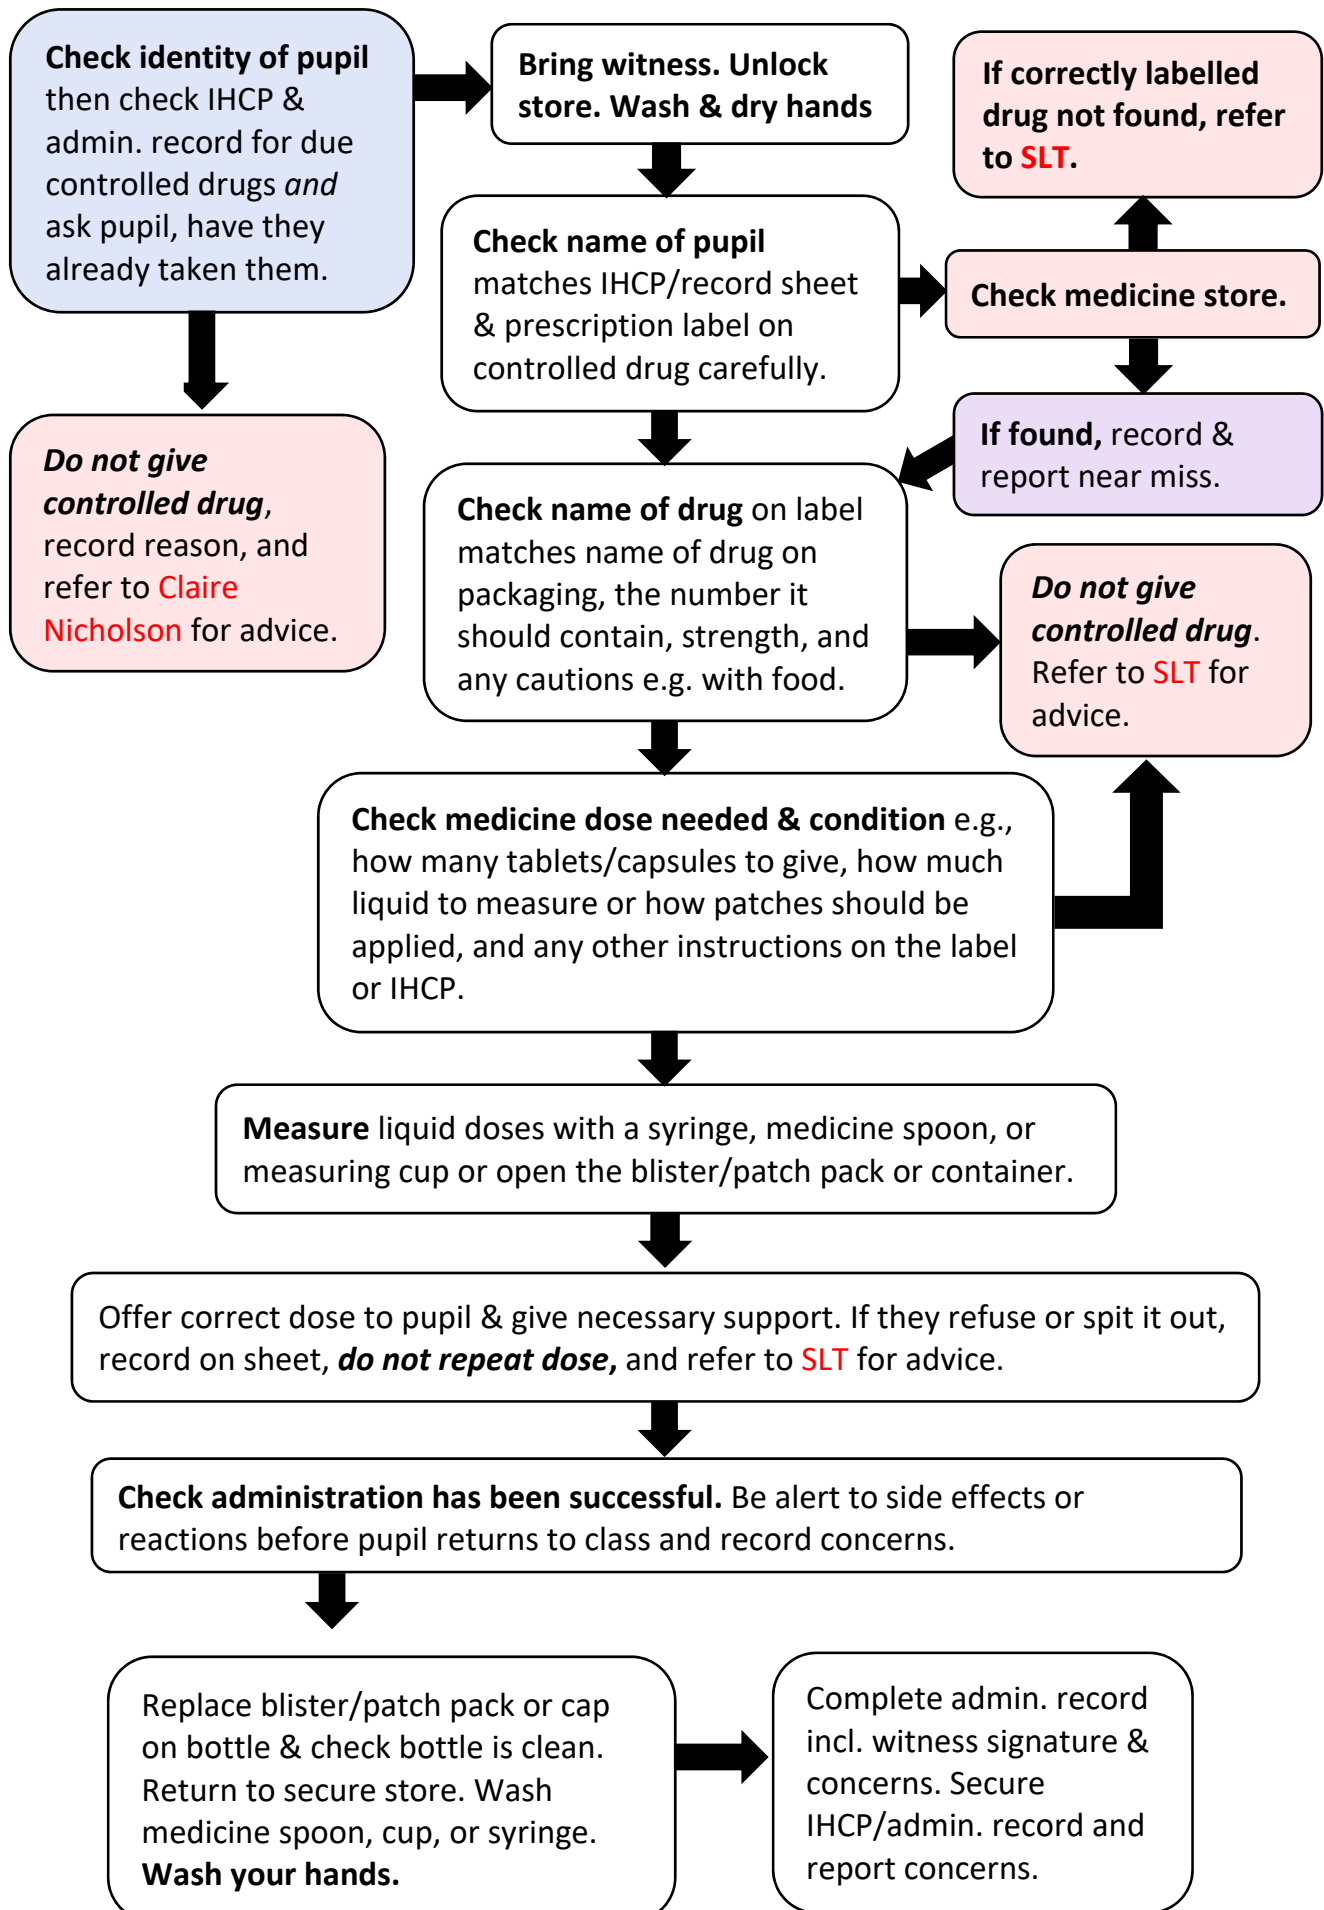 Check identity of pupil
then check IHCP &
admin. record for due
controlled drugs and
ask pupil, have they
already taken them.
Bring witness. Unlock
store. Wash & dry hands
If correctly labelled
drug not found, refer
to SLT.
Check name of pupil
matches IHCP/record sheet
& prescription label on
controlled drug carefully.
Check medicine store.
If found, record &
report near miss.
Do not give
controlled drug,
record reason, and
refer to Claire
Nicholson for advice.
Check name of drug on label
matches name of drug on
packaging, the number it
should contain, strength, and
any cautions e.g. with food.
Do not give
controlled drug.
Refer to SLT for
advice.
Check medicine dose needed & condition e.g.,
how many tablets/capsules to give, how much
liquid to measure or how patches should be
applied, and any other instructions on the label
or IHCP.
Measure liquid doses with a syringe, medicine spoon, or
measuring cup or open the blister/patch pack or container.
Offer correct dose to pupil & give necessary support. If they refuse or spit it out,
record on sheet, do not repeat dose, and refer to SLT for advice.
Check administration has been successful. Be alert to side effects or
reactions before pupil returns to class and record concerns.
Replace blister/patch pack or cap
on bottle & check bottle is clean.
Return to secure store. Wash
medicine spoon, cup, or syringe.
Wash your hands.
Complete admin. record
incl. witness signature &
concerns. Secure
IHCP/admin. record and
report concerns.